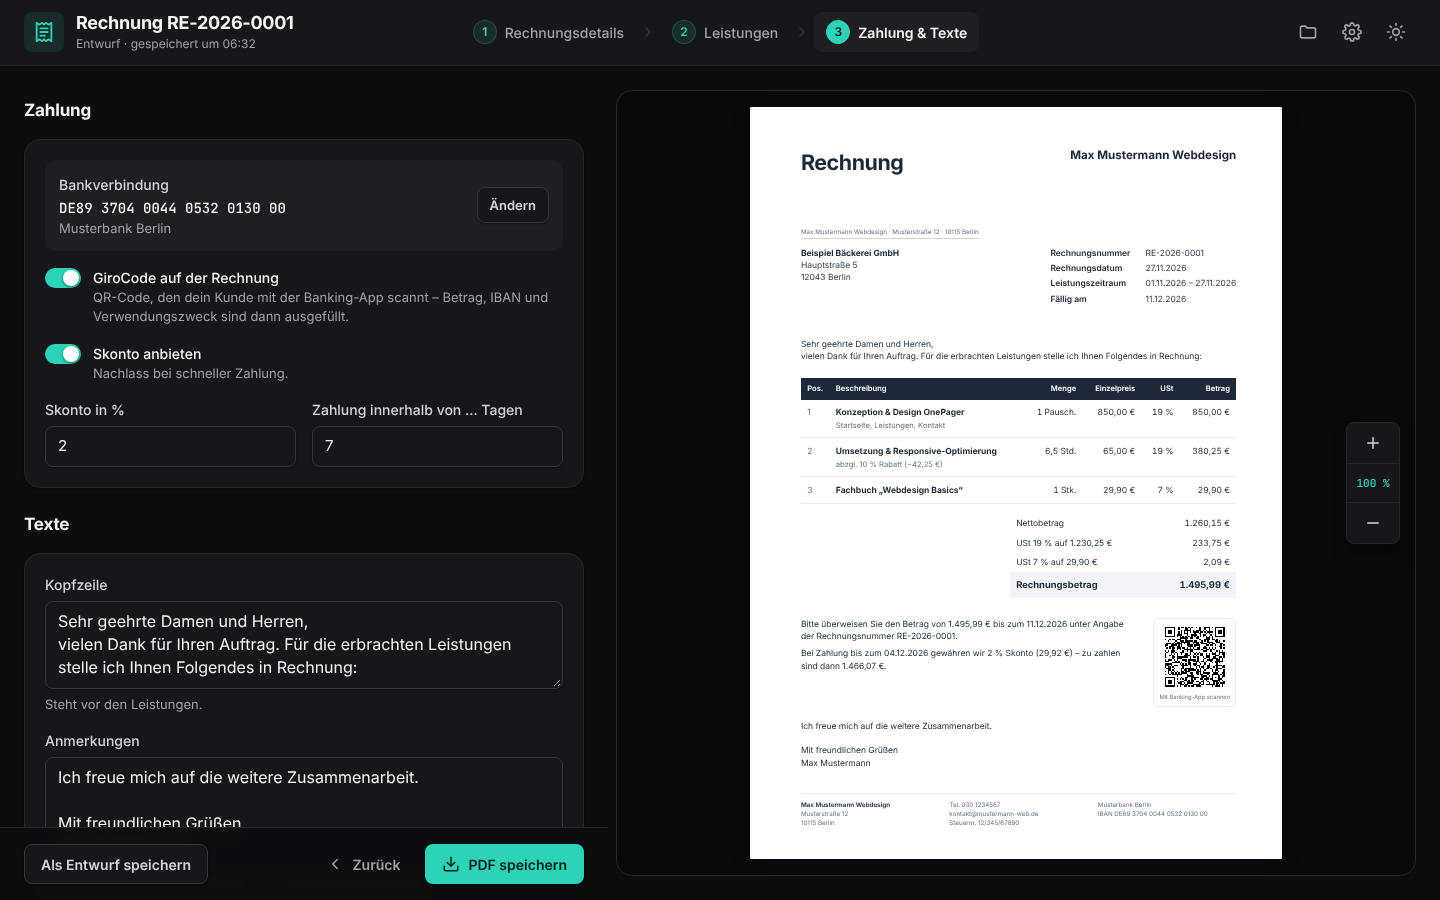 Rechnung RE-2026-0001
Entwurf · gespeichert um 06:32
1 Rechnungsdetails
2 Leistungen
3 Zahlung & Texte
Zahlung
Bankverbindung
DE89 3704 0044 0532 0130 00
Musterbank Berlin
Ändern
GiroCode auf der Rechnung
QR-Code, den dein Kunde mit der Banking-App scannt – Betrag, IBAN und
Verwendungszweck sind dann ausgefüllt.
Skonto anbieten
Nachlass bei schneller Zahlung.
Skonto in %
2
Zahlung innerhalb von ... Tagen
7
Texte
Kopfzeile
Sehr geehrte Damen und Herren,
vielen Dank für Ihren Auftrag. Für die erbrachten Leistungen
stelle ich Ihnen Folgendes in Rechnung:
Steht vor den Leistungen.
Anmerkungen
Ich freue mich auf die weitere Zusammenarbeit.
Mit freundlichen Grüßen
Als Entwurf speichern
Zurück
PDF speichern
Rechnung
Max Mustermann Webdesign
Max Mustermann Webdesign · Musterstraße 12 · 10115 Berlin
Beispiel Bäckerei GmbH
Hauptstraße 5
12043 Berlin
Rechnungsnummer RE-2026-0001
Rechnungsdatum 27.11.2026
Leistungszeitraum 01.11.2026 – 27.11.2026
Fällig am 11.12.2026
Sehr geehrte Damen und Herren,
vielen Dank für Ihren Auftrag. Für die erbrachten Leistungen stelle ich Ihnen Folgendes in Rechnung:
Pos. Beschreibung Menge Einzelpreis USt Betrag
1 Konzeption & Design OnePager 1 Pausch. 850,00 € 19 % 850,00 €
Startseite, Leistungen, Kontakt
2 Umsetzung & Responsive-Optimierung 6,5 Std. 65,00 € 19 % 380,25 €
abzgl. 10 % Rabatt (−42,25 €)
3 Fachbuch „Webdesign Basics“ 1 Stk. 29,90 € 7 % 29,90 €
Nettobetrag 1.260,15 €
USt 19 % auf 1.230,25 € 233,75 €
USt 7 % auf 29,90 € 2,09 €
Rechnungsbetrag 1.495,99 €
Bitte überweisen Sie den Betrag von 1.495,99 € bis zum 11.12.2026 unter Angabe
der Rechnungsnummer RE-2026-0001.
Bei Zahlung bis zum 04.12.2026 gewähren wir 2 % Skonto (29,92 €) – zu zahlen
sind dann 1.466,07 €.
Mit Banking-App scannen
Ich freue mich auf die weitere Zusammenarbeit.
Mit freundlichen Grüßen
Max Mustermann
Max Mustermann Webdesign
Musterstraße 12
10115 Berlin
Tel. 030 1234567
kontakt@mustermann-web.de
Steuernr. 12/345/67890
Musterbank Berlin
IBAN DE89 3704 0044 0532 0130 00
100 %